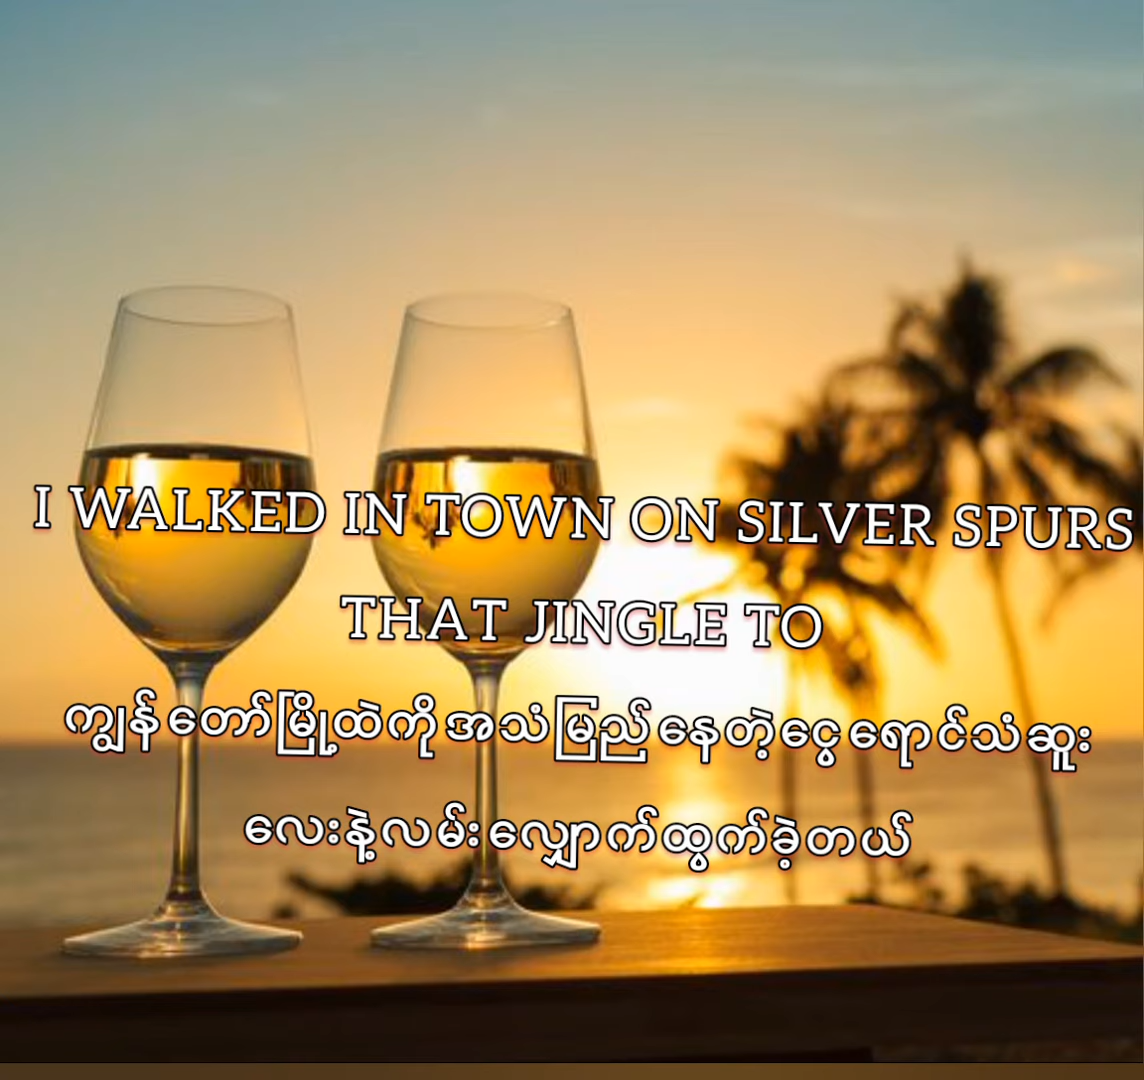 I WALKED IN TOWN ON SILVER SPURS
THAT JINGLE TO
ကျွန်တော်မြို့ထဲကိုအသံမြည်နေတဲ့ငွေရောင်သံဆူး
လေးနဲ့လမ်းလျှောက်ထွက်ခဲ့တယ်